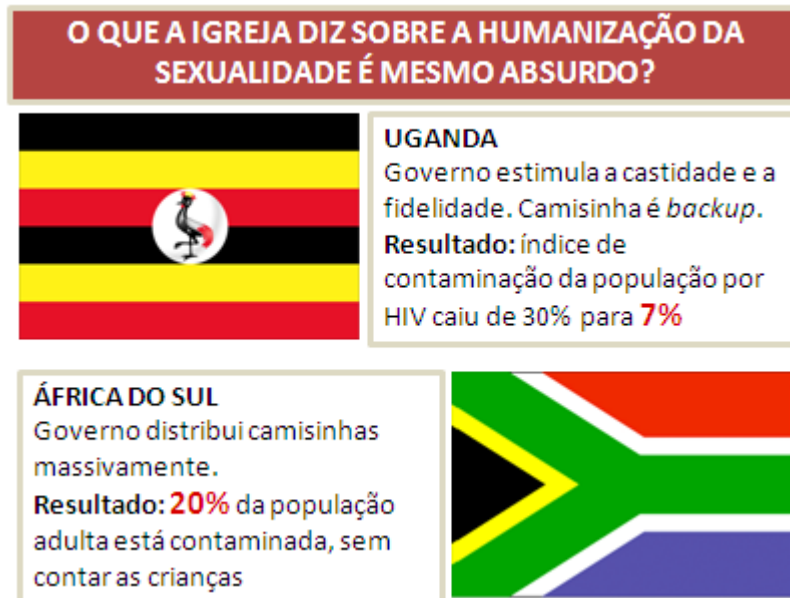 O QUE A IGREJA DIZ SOBRE A HUMANIZAÇÃO DA
SEXUALIDADE É MESMO ABSURDO?
UGANDA
Governo estimula a castidade e a
fidelidade. Camisinha é backup.
Resultado: índice de
contaminação da população por
HIV caiu de 30% para 7%
ÁFRICA DO SUL
Governo distribui camisinhas
massivamente.
Resultado: 20% da população
adulta está contaminada, sem
contar as crianças